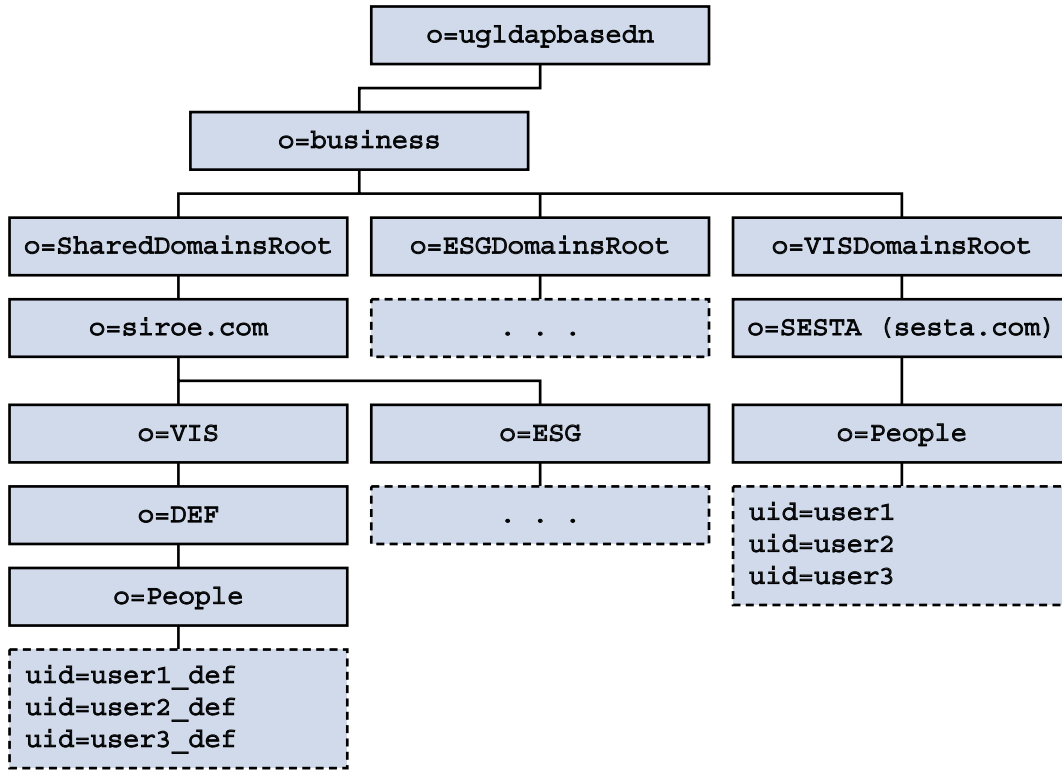 o=ugldapbasedn
o=business
o=SharedDomainsRoot
o=ESGDomainsRoot
o=VISDomainsRoot
o=siroe.com
. . .
o=SESTA (sesta.com)
o=VIS
o=ESG
o=People
o=DEF
. . .
uid=user1
uid=user2
uid=user3
o=People
uid=user1_def
uid=user2_def
uid=user3_def